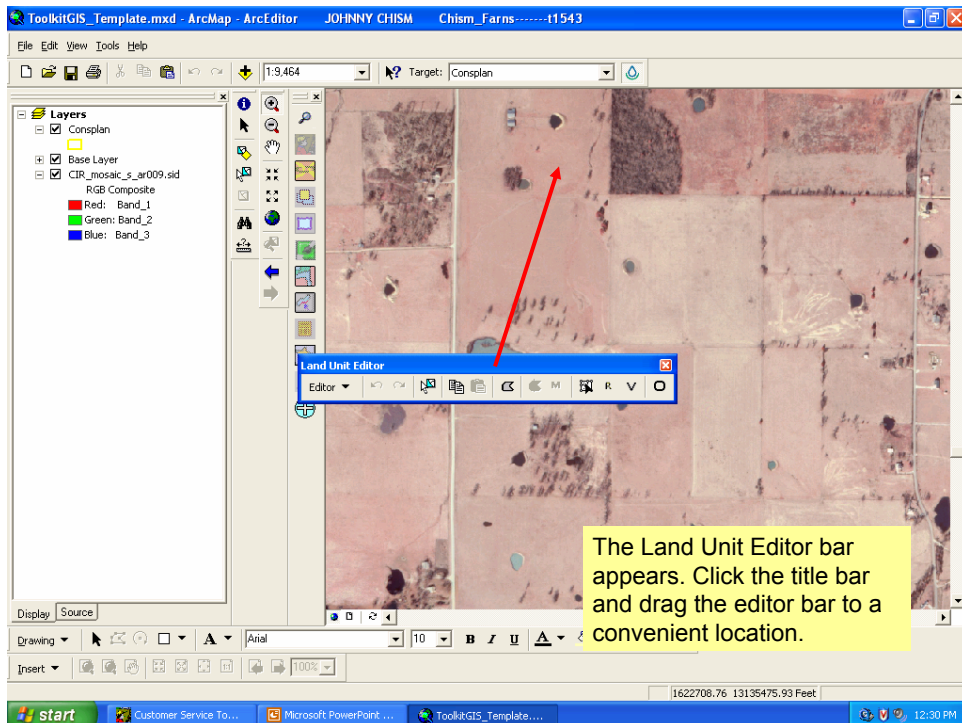 ToolkitGIS_Template.mxd - ArcMap - ArcEditor JOHNNY CHISM Chism_Farns-------t1543
File Edit View Tools Help
1:9,464 Target: Consplan
Layers
Consplan
Base Layer
CIR_mosaic_s_ar009.sid
RGB Composite
Red: Band_1
Green: Band_2
Blue: Band_3
Land Unit Editor
Editor M R V
The Land Unit Editor bar
appears. Click the title bar
and drag the editor bar to a
convenient location.
Display Source
Drawing A Arial 10 B I U A
Insert 100%
1622708.76 13135475.93 Feet
start Customer Service To... Microsoft PowerPoint ... ToolkitGIS_Template.... 12:30 PM